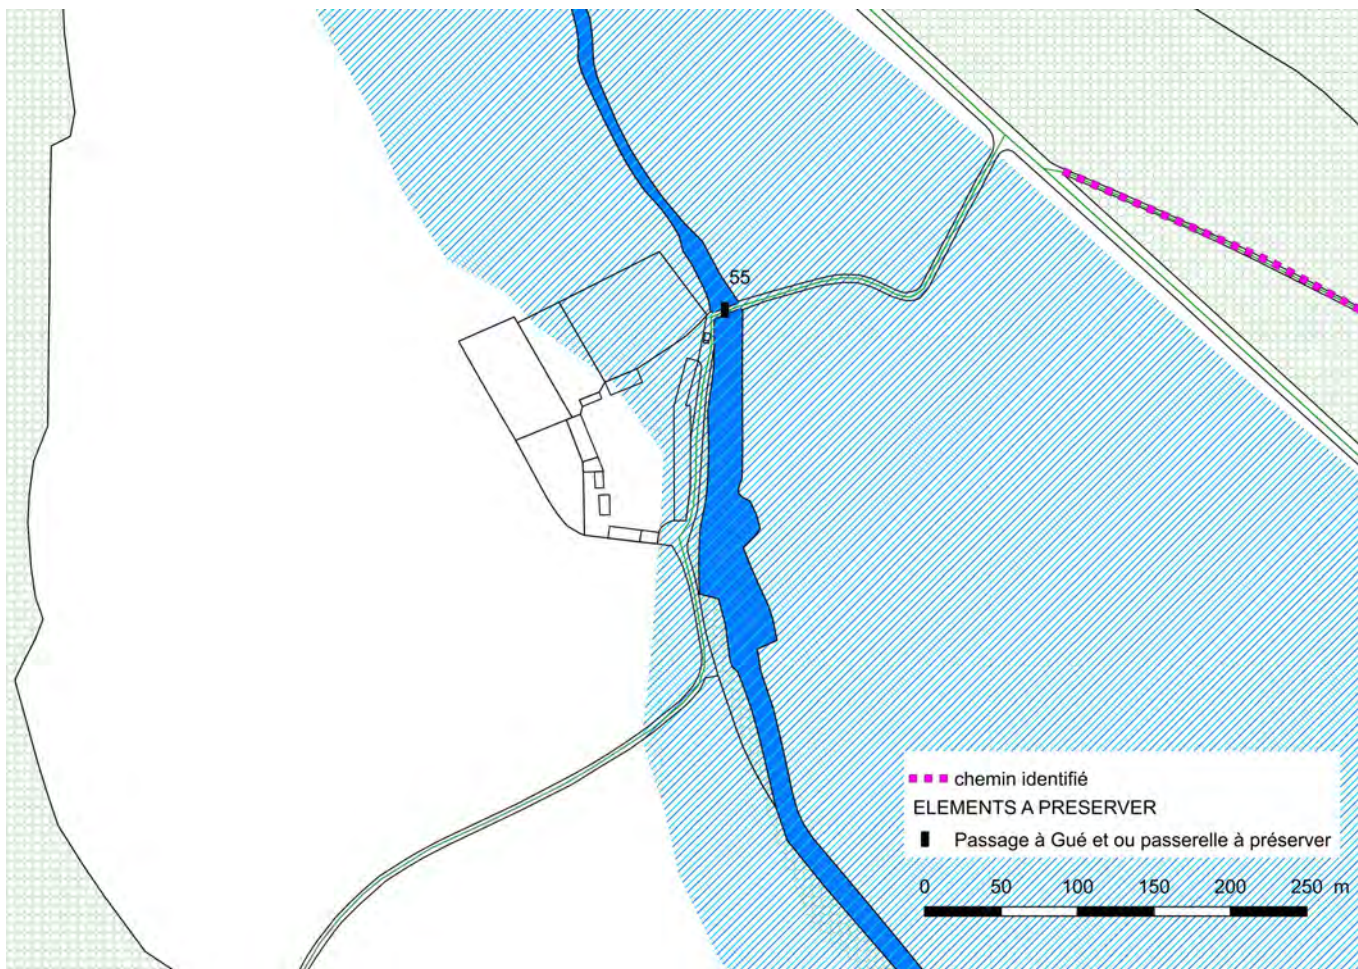 55
chemin identifié
ELEMENTS A PRESERVER
Passage à Gué et ou passerelle à préserver
0 50 100 150 200 250 m